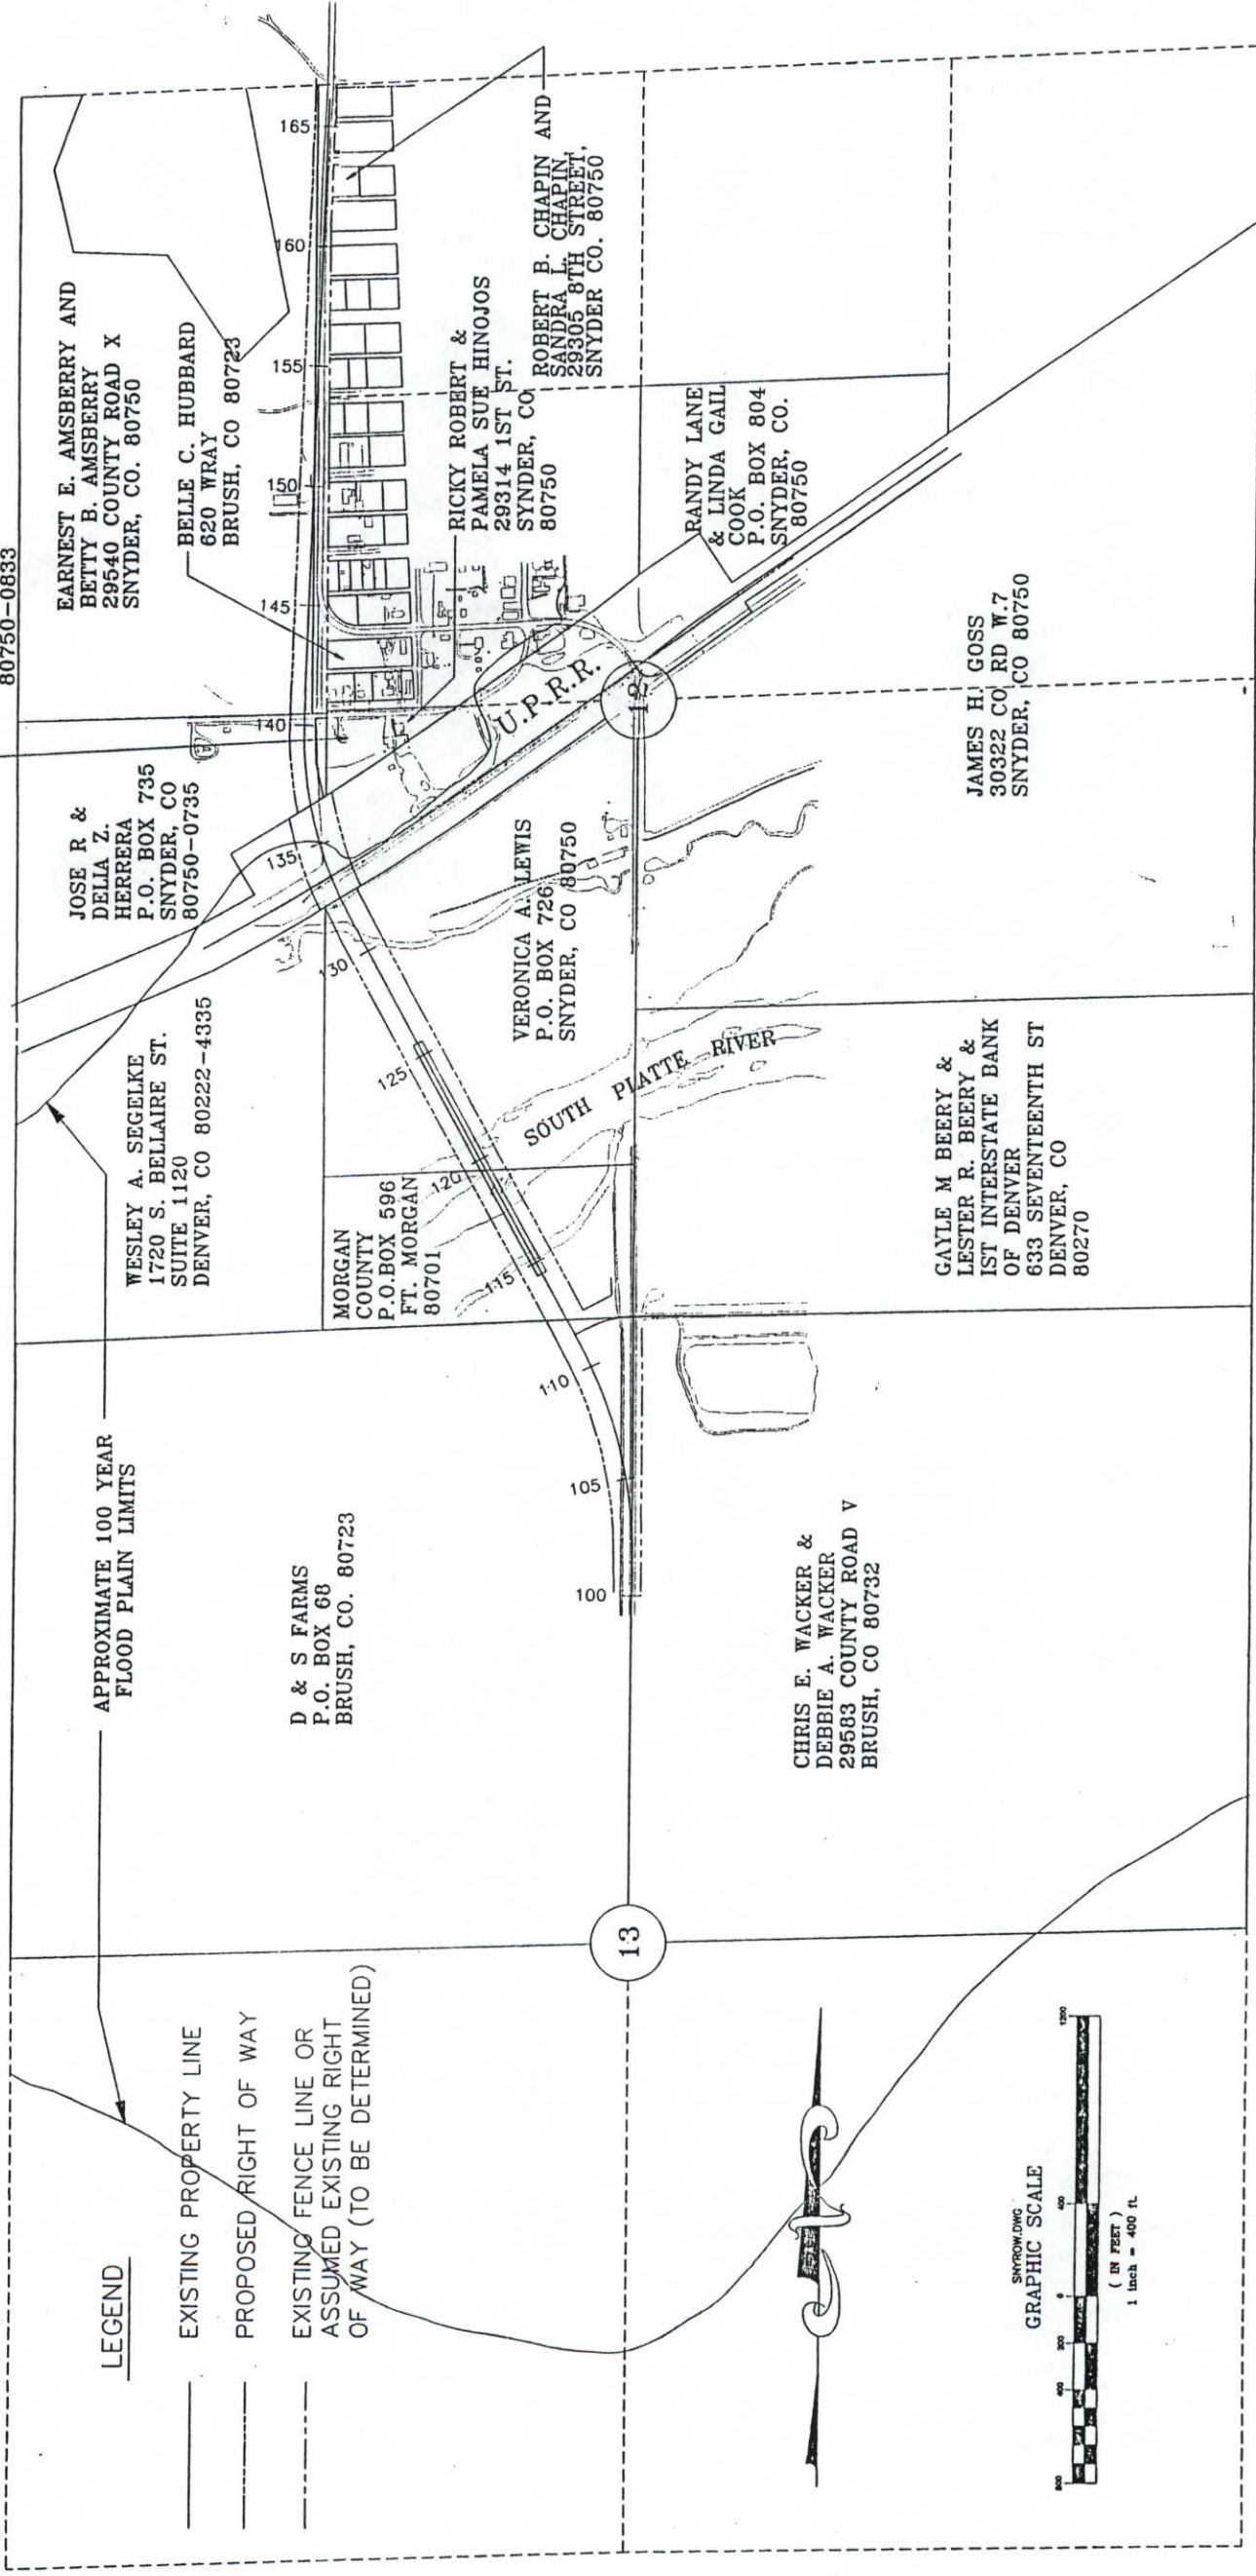 80750-0833
EARNEST E. AMSBERRY AND
BETTY B. AMSBERRY
29540 COUNTY ROAD X
SNYDER, CO. 80750
BELLE C. HUBBARD
620 WRAY
BRUSH, CO 80723
RICKY ROBERT &
PAMELA SUE HINOJOS
29314 1ST ST.
SYNDER, CO
80750
ROBERT B. CHAPIN AND
SANDRA L. CHAPIN,
29305 8TH STREET,
SNYDER CO. 80750
RANDY LANE
& LINDA GAIL
COOK
P.O. BOX 804
SNYDER, CO.
80750
JOSE R &
DELIA Z.
HERRERA
P.O. BOX 735
SNYDER, CO
80750-0735
U.P.R.R.
12
JAMES H. GOSS
30322 CO RD W.7
SNYDER, CO 80750
VERONICA A. LEWIS
P.O. BOX 726
SNYDER, CO 80750
WESLEY A. SEGELKE
1720 S. BELLAIRE ST.
SUITE 1120
DENVER, CO 80222-4335
SOUTH PLATTE RIVER
MORGAN
COUNTY
P.O.BOX 596
FT. MORGAN
80701
GAYLE M BEERY &
LESTER R. BEERY &
IST INTERSTATE BANK
OF DENVER
633 SEVENTEENTH ST
DENVER, CO
80270
APPROXIMATE 100 YEAR
FLOOD PLAIN LIMITS
D & S FARMS
P.O. BOX 68
BRUSH, CO. 80723
CHRIS E. WACKER &
DEBBIE A. WACKER
29583 COUNTY ROAD V
BRUSH, CO 80732
100
105
110
115
120
125
130
135
140
145
150
155
160
165
13
LEGEND
EXISTING PROPERTY LINE
PROPOSED RIGHT OF WAY
EXISTING FENCE LINE OR
ASSUMED EXISTING RIGHT
OF WAY (TO BE DETERMINED)
SNYROW.DWG
GRAPHIC SCALE
800 400 200 0 400 1200
( IN FEET )
1 inch = 400 ft.